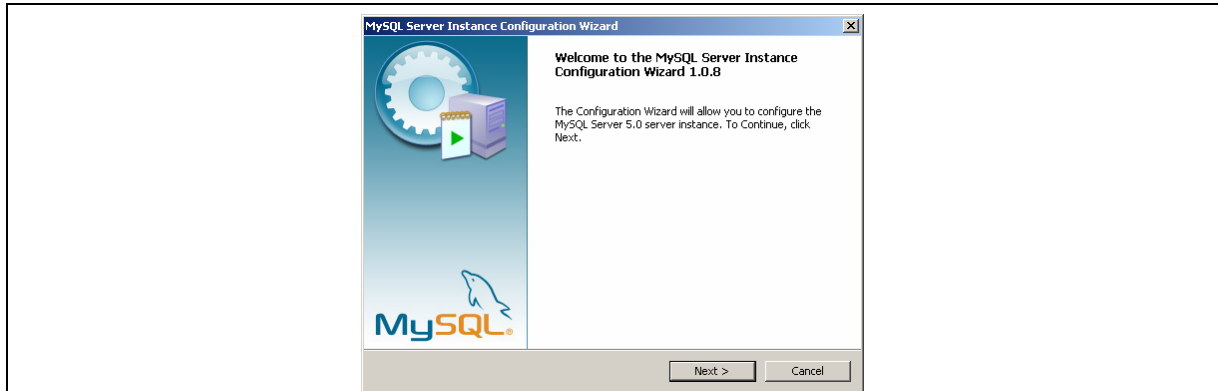 MySQL Server Instance Configuration Wizard
Welcome to the MySQL Server Instance
Configuration Wizard 1.0.8
The Configuration Wizard will allow you to configure the
MySQL Server 5.0 server instance. To Continue, click
Next.
MySQL®
Next >
Cancel